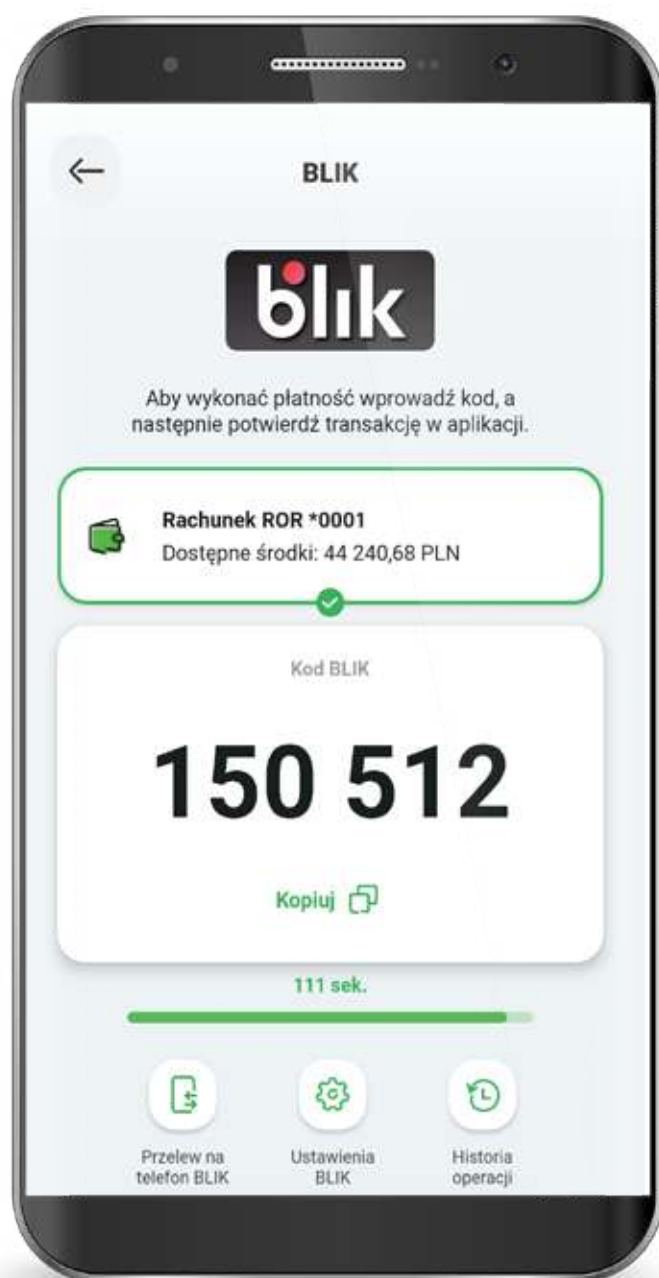 BLIK
blik
Aby wykonać płatność wprowadź kod, a
następnie potwierdź transakcję w aplikacji.
Rachunek ROR *0001
Dostępne środki: 44 240,68 PLN
Kod BLIK
150 512
Kopiuj
111 sek.
Przelew na
telefon BLIK
Ustawienia
BLIK
Historia
operacji